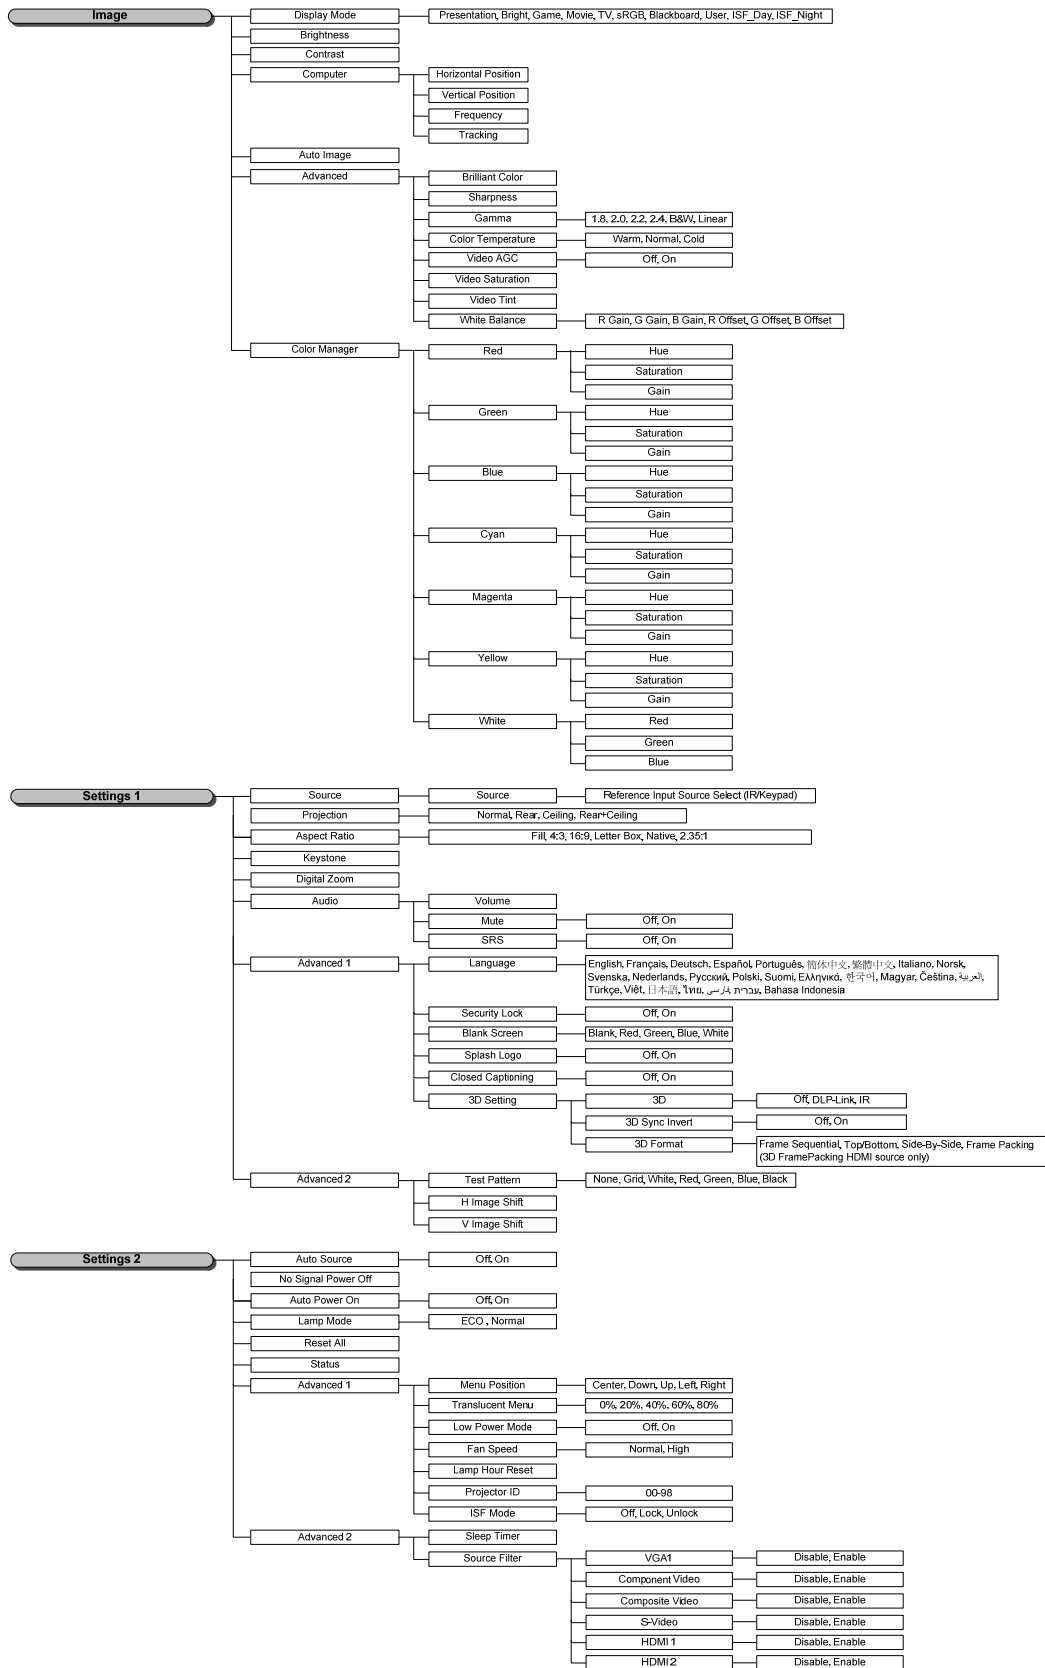 Image
Display Mode
Presentation, Bright, Game, Movie, TV, sRGB, Blackboard, User, ISF_Day, ISF_Night
Brightness
Contrast
Computer
Horizontal Position
Vertical Position
Frequency
Tracking
Auto Image
Advanced
Brilliant Color
Sharpness
Gamma
1.8, 2.0, 2.2, 2.4, B&W, Linear
Color Temperature
Warm, Normal, Cold
Video AGC
Off, On
Video Saturation
Video Tint
White Balance
R Gain, G Gain, B Gain, R Offset, G Offset, B Offset
Color Manager
Red
Hue
Saturation
Gain
Green
Hue
Saturation
Gain
Blue
Hue
Saturation
Gain
Cyan
Hue
Saturation
Gain
Magenta
Hue
Saturation
Gain
Yellow
Hue
Saturation
Gain
White
Red
Green
Blue
Settings 1
Source
Source
Reference Input Source Select (IR/Keypad)
Projection
Normal, Rear, Ceiling, Rear+Ceiling
Aspect Ratio
Fill, 4:3, 16:9, Letter Box, Native, 2.35:1
Keystone
Digital Zoom
Audio
Volume
Mute
Off, On
SRS
Off, On
Advanced 1
Language
English, Français, Deutsch, Español, Português, 簡体中文, 繁體中文, Italiano, Norsk,
Svenska, Nederlands, Русский, Polski, Suomi, Ελληνικά, 한국어, Magyar, Čeština, العربية,
Türkçe, Việt, 日本語, ไทย, فارسی, עברית, Bahasa Indonesia
Security Lock
Off, On
Blank Screen
Blank, Red, Green, Blue, White
Splash Logo
Off, On
Closed Captioning
Off, On
3D Setting
3D
Off, DLP-Link, IR
3D Sync Invert
Off, On
3D Format
Frame Sequential, Top/Bottom, Side-By-Side, Frame Packing
(3D FramePacking HDMI source only)
Advanced 2
Test Pattern
None, Grid, White, Red, Green, Blue, Black
H Image Shift
V Image Shift
Settings 2
Auto Source
Off, On
No Signal Power Off
Auto Power On
Off, On
Lamp Mode
ECO , Normal
Reset All
Status
Advanced 1
Menu Position
Center, Down, Up, Left, Right
Translucent Menu
0%, 20%, 40%, 60%, 80%
Low Power Mode
Off, On
Fan Speed
Normal, High
Lamp Hour Reset
Projector ID
00-98
ISF Mode
Off, Lock, Unlock
Advanced 2
Sleep Timer
Source Filter
VGA1
Disable, Enable
Component Video
Disable, Enable
Composite Video
Disable, Enable
S-Video
Disable, Enable
HDMI 1
Disable, Enable
HDMI 2
Disable, Enable